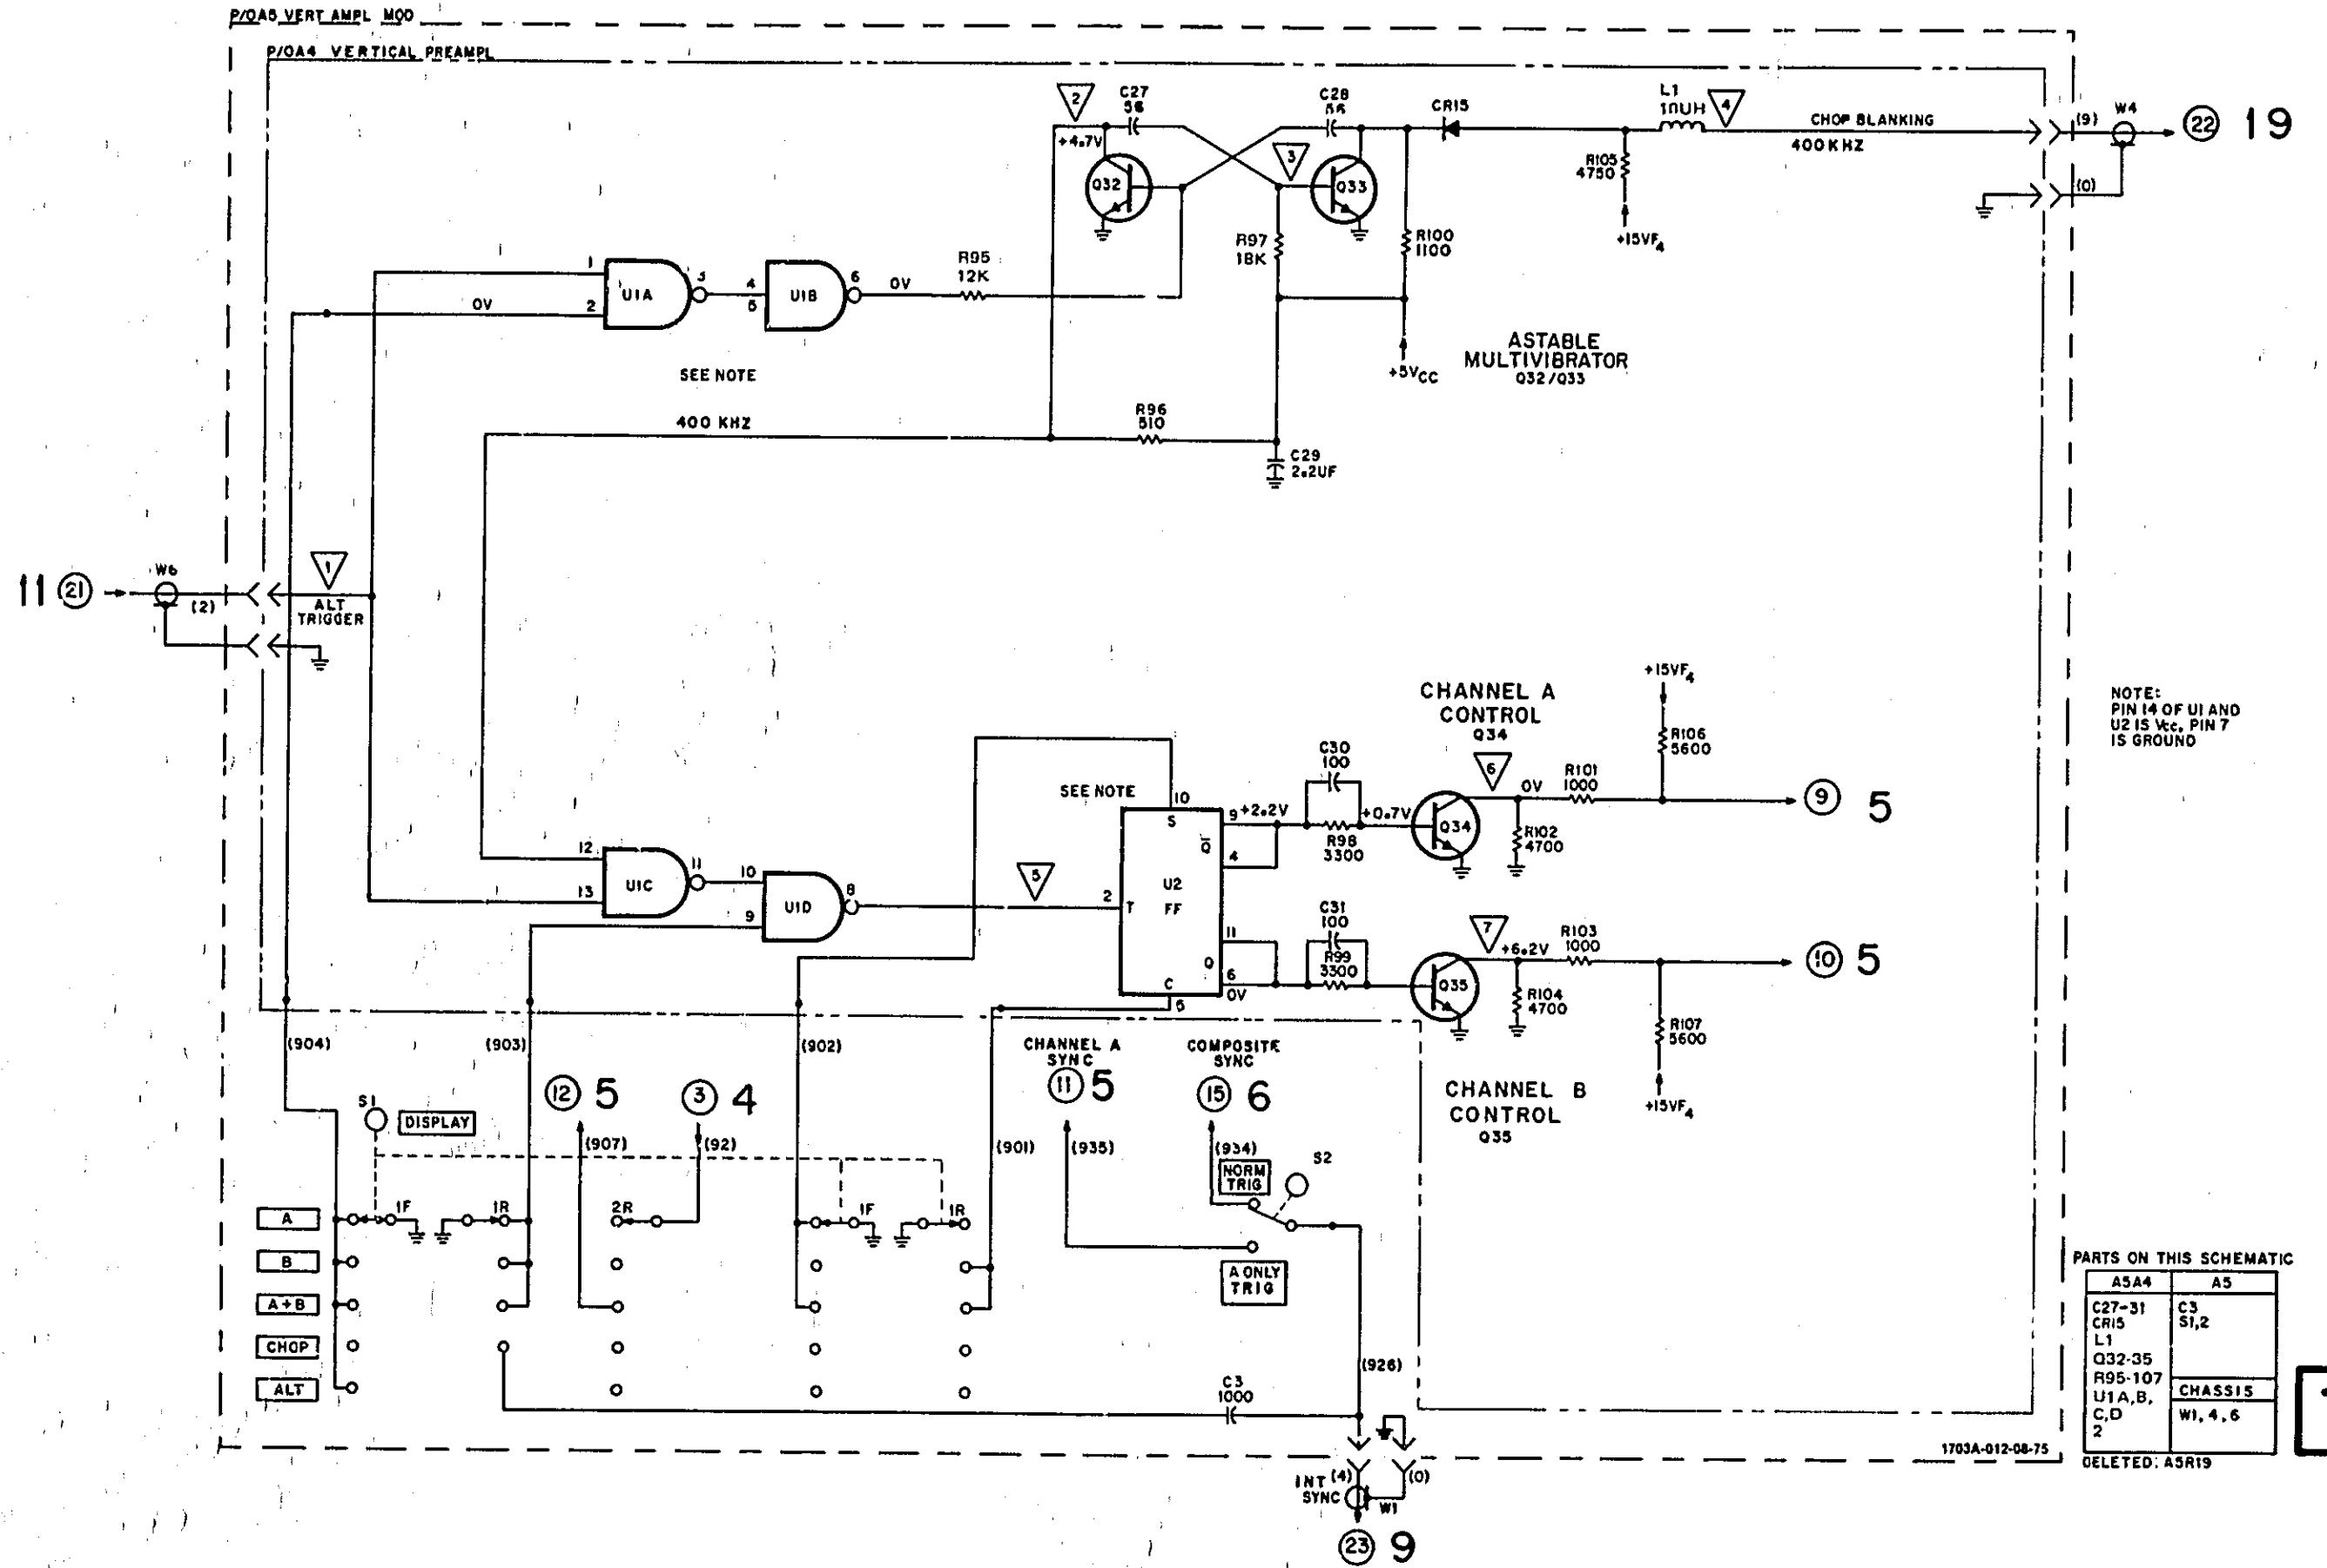 P/OA5 VERT AMPL MOD
P/OA4 VERTICAL PREAMPL
2
C27
56
+4.7V
Q32
C28
56
3
Q33
CR15
L1
10UH
4
CHOP BLANKING
400 KHZ
(9)
W4
22 19
(0)
R105
4750
+15VF4
R97
18K
R100
1100
+5VCC
1
2
0V
U1A
3
4
5
U1B
6
0V
R95
12K
SEE NOTE
ASTABLE
MULTIVIBRATOR
Q32/Q33
400 KHZ
R96
510
C29
2.2UF
11 21
W6
(2)
1
ALT
TRIGGER
CHANNEL A
CONTROL
Q34
+15VF4
R106
5600
NOTE:
PIN 14 OF U1 AND
U2 IS Vcc, PIN 7
IS GROUND
SEE NOTE
10
S
9
+2.2V
Q̅
4
U2
FF
2
T
11
Q
6
0V
C
5
C30
100
R98
3300
+0.7V
Q34
6
0V
R101
1000
R102
4700
9 5
12
13
U1C
11
10
9
U1D
8
5
C31
100
R99
3300
Q35
7
+6.2V
R103
1000
R104
4700
10 5
R107
5600
+15VF4
CHANNEL B
CONTROL
Q35
(904)
(903)
(902)
(901)
12 5
(907)
3 4
(92)
CHANNEL A
SYNC
11 5
(935)
COMPOSITE
SYNC
15 6
(934)
NORM
TRIG
S2
A ONLY
TRIG
S1
DISPLAY
A
B
A+B
CHOP
ALT
1F
1R
2R
1F
1R
C3
1000
(926)
INT
SYNC
(4)
(0)
W1
23 9
1703A-012-08-75
PARTS ON THIS SCHEMATIC
A5A4
A5
C27-31
CR15
L1
Q32-35
R95-107
U1A,B,
C,D
2
C3
S1,2
CHASSIS
W1,4,6
DELETED: A5R19